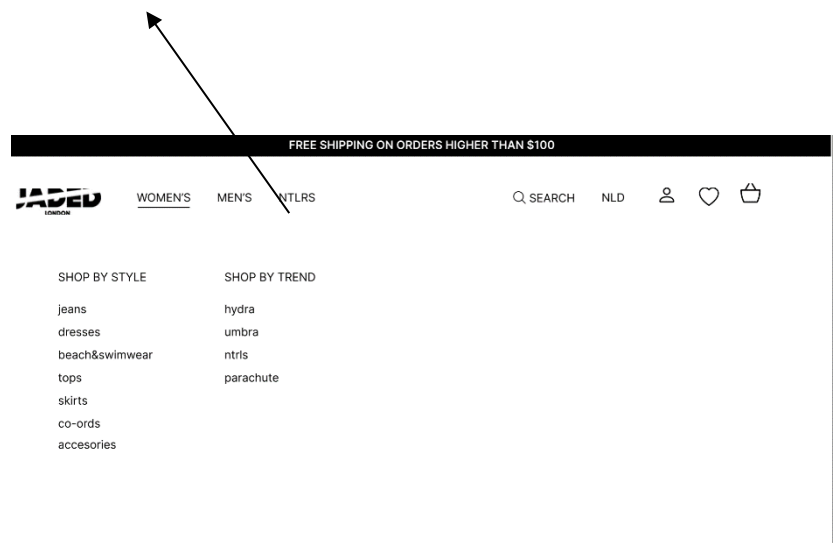 FREE SHIPPING ON ORDERS HIGHER THAN $100
JADED
LONDON
WOMEN'S MEN'S NTLRS SEARCH NLD
SHOP BY STYLE SHOP BY TREND
jeans hydra
dresses umbra
beach&swimwear ntrls
tops parachute
skirts
co-ords
accesories